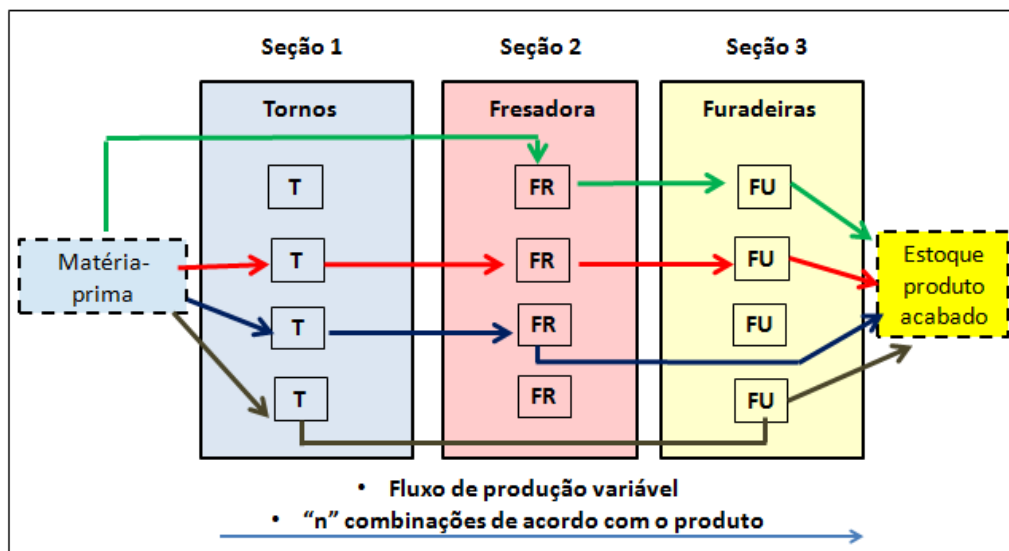 Seção 1
Seção 2
Seção 3
Tornos
Fresadora
Furadeiras
T
FR
FU
Matéria-
prima
T
FR
FU
Estoque
produto
acabado
T
FR
FU
T
FR
FU
• Fluxo de produção variável
• “n” combinações de acordo com o produto